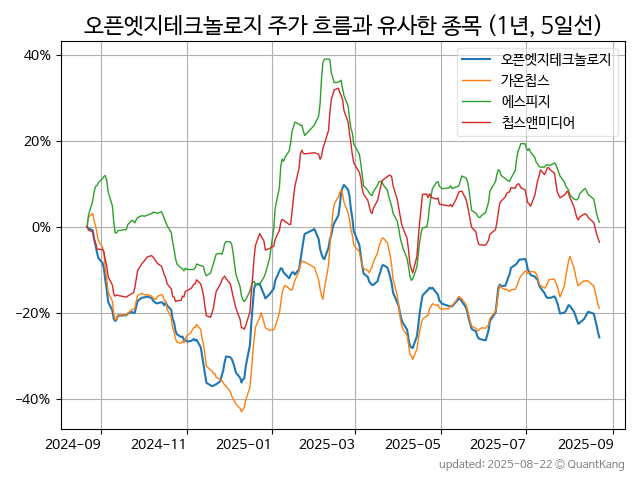 오픈엣지테크놀로지 주가 흐름과 유사한 종목 (1년, 5일선)
오픈엣지테크놀로지
가온칩스
에스피지
칩스앤미디어
40%
20%
0%
−20%
−40%
2024-09
2024-11
2025-01
2025-03
2025-05
2025-07
2025-09
updated: 2025-08-22 © QuantKang